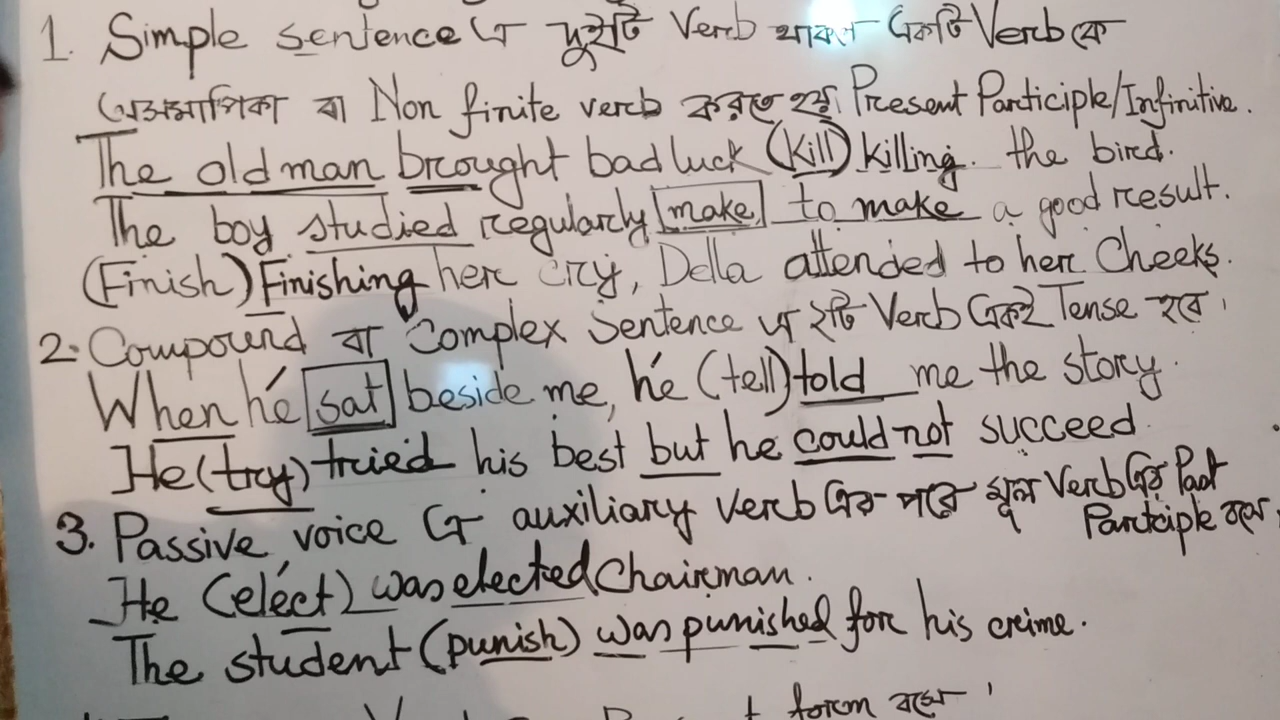 1. Simple sentence এ দুইটি Verb থাকলে একটি Verb কে
অসমাপিকা বা Non finite verb করতে হয়। Present Participle/Infinitive.
The old man brought bad luck (kill) killing. the bird.
The boy studied regularly make to make a good result.
(Finish) Finishing her cry, Della attended to her Cheeks.
2. Compound বা Complex Sentence এ ২টি Verb একই Tense হবে।
When he sat beside me, he (tell) told me the story.
He (try) tried his best but he could not succeed.
3. Passive voice এ auxiliary verb এর পরে মূল Verb এর Past
Participle বসে।
He (elect) was elected Chairman.
The student (punish) was punished for his crime.
form বসে।